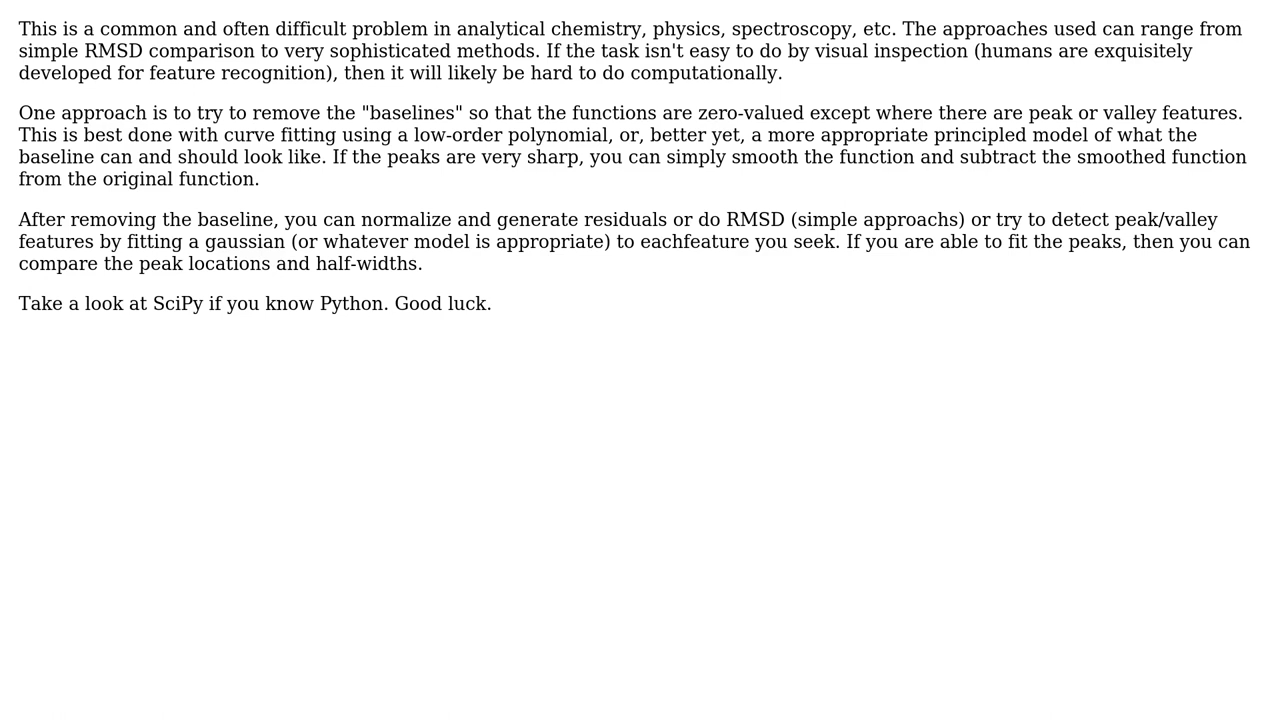 This is a common and often difficult problem in analytical chemistry, physics, spectroscopy, etc. The approaches used can range from
simple RMSD comparison to very sophisticated methods. If the task isn't easy to do by visual inspection (humans are exquisitely
developed for feature recognition), then it will likely be hard to do computationally.
One approach is to try to remove the "baselines" so that the functions are zero-valued except where there are peak or valley features.
This is best done with curve fitting using a low-order polynomial, or, better yet, a more appropriate principled model of what the
baseline can and should look like. If the peaks are very sharp, you can simply smooth the function and subtract the smoothed function
from the original function.
After removing the baseline, you can normalize and generate residuals or do RMSD (simple approachs) or try to detect peak/valley
features by fitting a gaussian (or whatever model is appropriate) to eachfeature you seek. If you are able to fit the peaks, then you can
compare the peak locations and half-widths.
Take a look at SciPy if you know Python. Good luck.